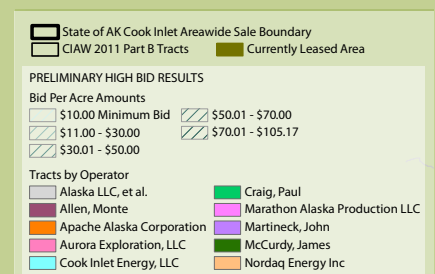 State of AK Cook Inlet Areawide Sale Boundary
CIAW 2011 Part B Tracts Currently Leased Area
PRELIMINARY HIGH BID RESULTS
Bid Per Acre Amounts
$10.00 Minimum Bid $50.01 - $70.00
$11.00 - $30.00 $70.01 - $105.17
$30.01 - $50.00
Tracts by Operator
Alaska LLC, et al. Craig, Paul
Allen, Monte Marathon Alaska Production LLC
Apache Alaska Corporation Martineck, John
Aurora Exploration, LLC McCurdy, James
Cook Inlet Energy, LLC Nordaq Energy Inc